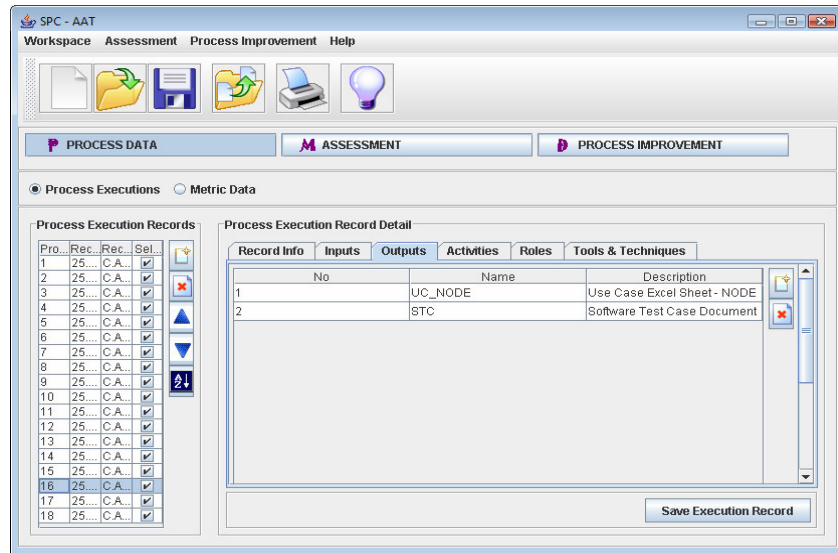 SPC - AAT
Workspace Assessment Process Improvement Help
P PROCESS DATA M ASSESSMENT PROCESS IMPROVEMENT
Process Executions Metric Data
Process Execution Records
Pro... Rec... Rec... Sel...
1 25.... C.A...
2 25.... C.A...
3 25.... C.A...
4 25.... C.A...
5 25.... C.A...
6 25.... C.A...
7 25.... C.A...
8 25.... C.A...
9 25.... C.A...
10 25.... C.A...
11 25.... C.A...
12 25.... C.A...
13 25.... C.A...
14 25.... C.A...
15 25.... C.A...
16 25.... C.A...
17 25.... C.A...
18 25.... C.A...
A Z
Process Execution Record Detail
Record Info Inputs Outputs Activities Roles Tools & Techniques
No Name Description
1 UC_NODE Use Case Excel Sheet - NODE
2 STC Software Test Case Document
Save Execution Record